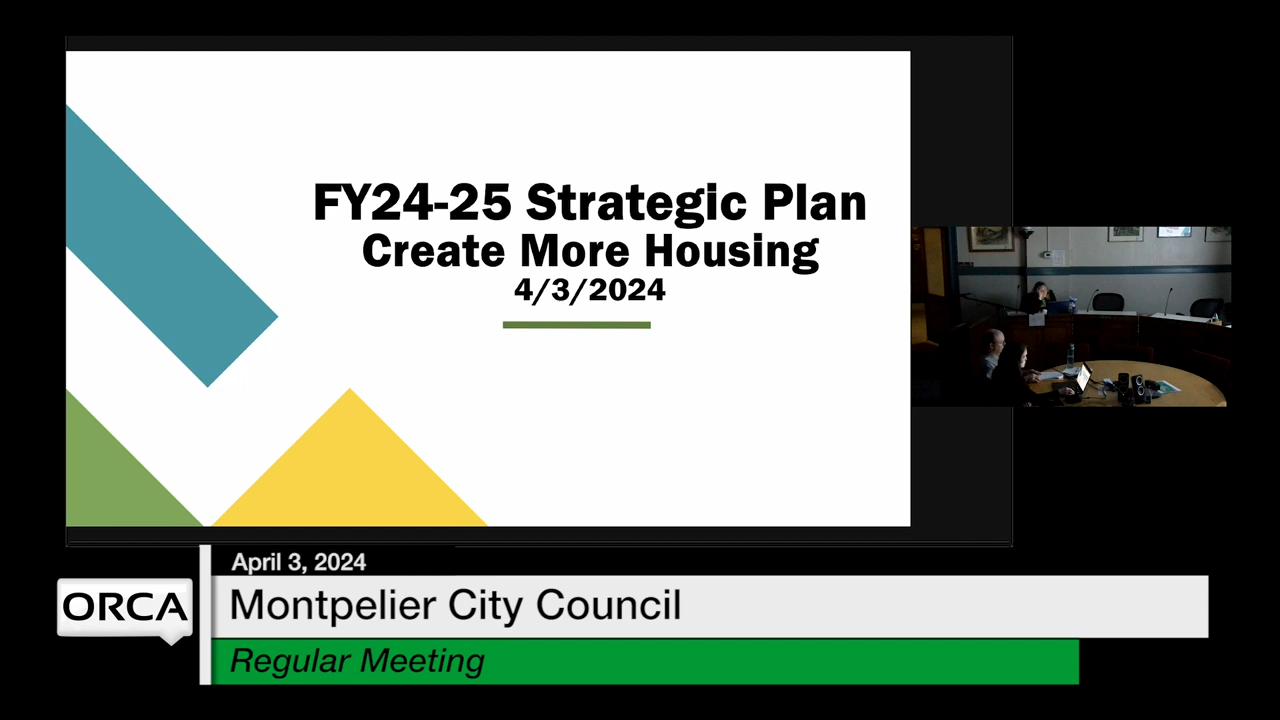 FY24-25 Strategic Plan
Create More Housing
4/3/2024
April 3, 2024
ORCA
Montpelier City Council
Regular Meeting